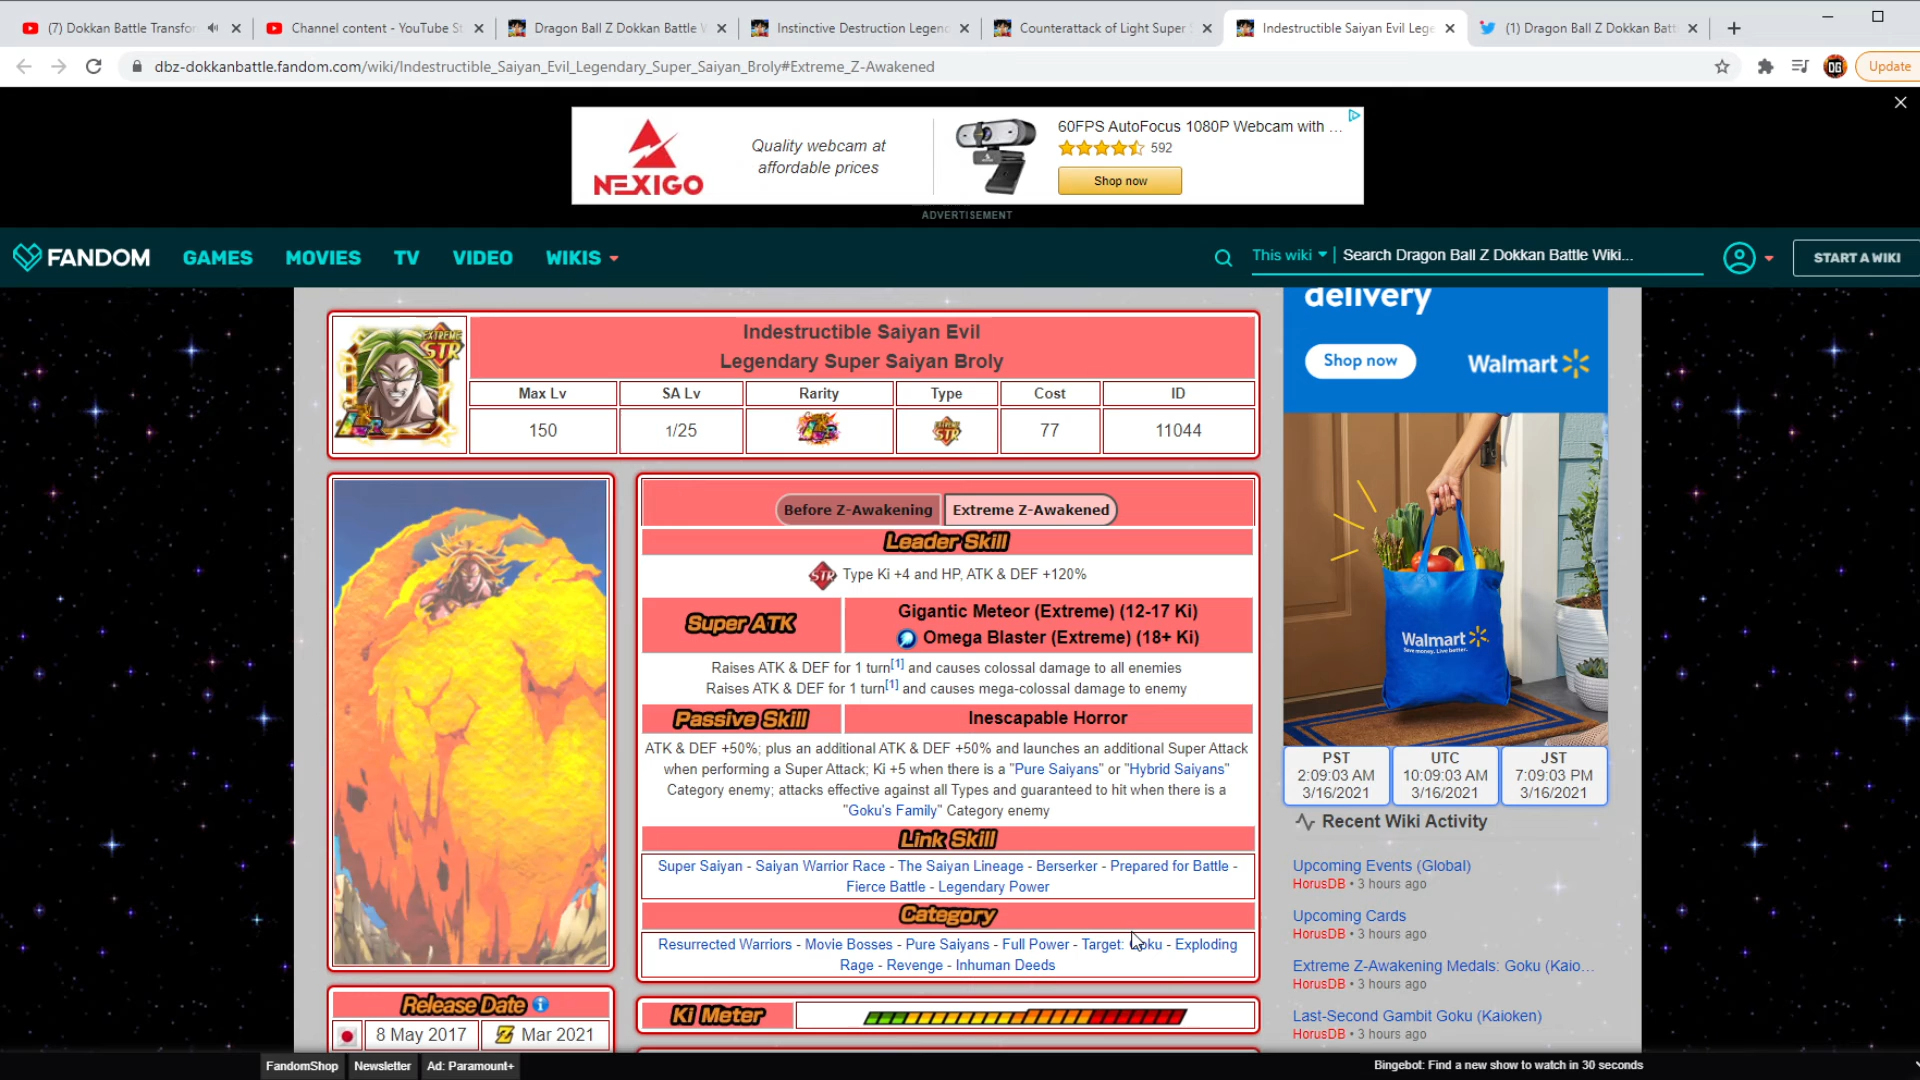 (7) Dokkan Battle Transfor
Channel content - YouTube St
Dragon Ball Z Dokkan Battle W
Instinctive Destruction Legend
Counterattack of Light Super S
Indestructible Saiyan Evil Lege
(1) Dragon Ball Z Dokkan Batt
dbz-dokkanbattle.fandom.com/wiki/Indestructible_Saiyan_Evil_Legendary_Super_Saiyan_Broly#Extreme_Z-Awakened
OG
Update
NEXIGO
Quality webcam at
affordable prices
60FPS AutoFocus 1080P Webcam with ...
592
Shop now
ADVERTISEMENT
FANDOM
GAMES
MOVIES
TV
VIDEO
WIKIS
This wiki
Search Dragon Ball Z Dokkan Battle Wiki...
START A WIKI
delivery
Shop now
Walmart
Walmart
Save money. Live better.
EXTREME
STR
LR
Indestructible Saiyan Evil
Legendary Super Saiyan Broly
Max Lv SA Lv Rarity Type Cost ID
150 1/25 LR EXTREME STR 77 11044
Before Z-Awakening Extreme Z-Awakened
Leader Skill
STR Type Ki +4 and HP, ATK & DEF +120%
Super ATK
Gigantic Meteor (Extreme) (12-17 Ki)
Omega Blaster (Extreme) (18+ Ki)
Raises ATK & DEF for 1 turn[1] and causes colossal damage to all enemies
Raises ATK & DEF for 1 turn[1] and causes mega-colossal damage to enemy
Passive Skill
Inescapable Horror
ATK & DEF +50%; plus an additional ATK & DEF +50% and launches an additional Super Attack
when performing a Super Attack; Ki +5 when there is a "Pure Saiyans" or "Hybrid Saiyans"
Category enemy; attacks effective against all Types and guaranteed to hit when there is a
"Goku's Family" Category enemy
Link Skill
Super Saiyan - Saiyan Warrior Race - The Saiyan Lineage - Berserker - Prepared for Battle -
Fierce Battle - Legendary Power
Category
Resurrected Warriors - Movie Bosses - Pure Saiyans - Full Power - Target: Goku - Exploding
Rage - Revenge - Inhuman Deeds
Ki Meter
Release Date
8 May 2017
Z Mar 2021
PST
2:09:03 AM
3/16/2021
UTC
10:09:03 AM
3/16/2021
JST
7:09:03 PM
3/16/2021
Recent Wiki Activity
Upcoming Events (Global)
HorusDB • 3 hours ago
Upcoming Cards
HorusDB • 3 hours ago
Extreme Z-Awakening Medals: Goku (Kaio...
HorusDB • 3 hours ago
Last-Second Gambit Goku (Kaioken)
HorusDB • 3 hours ago
FandomShop
Newsletter
Ad: Paramount+
Bingebot: Find a new show to watch in 30 seconds